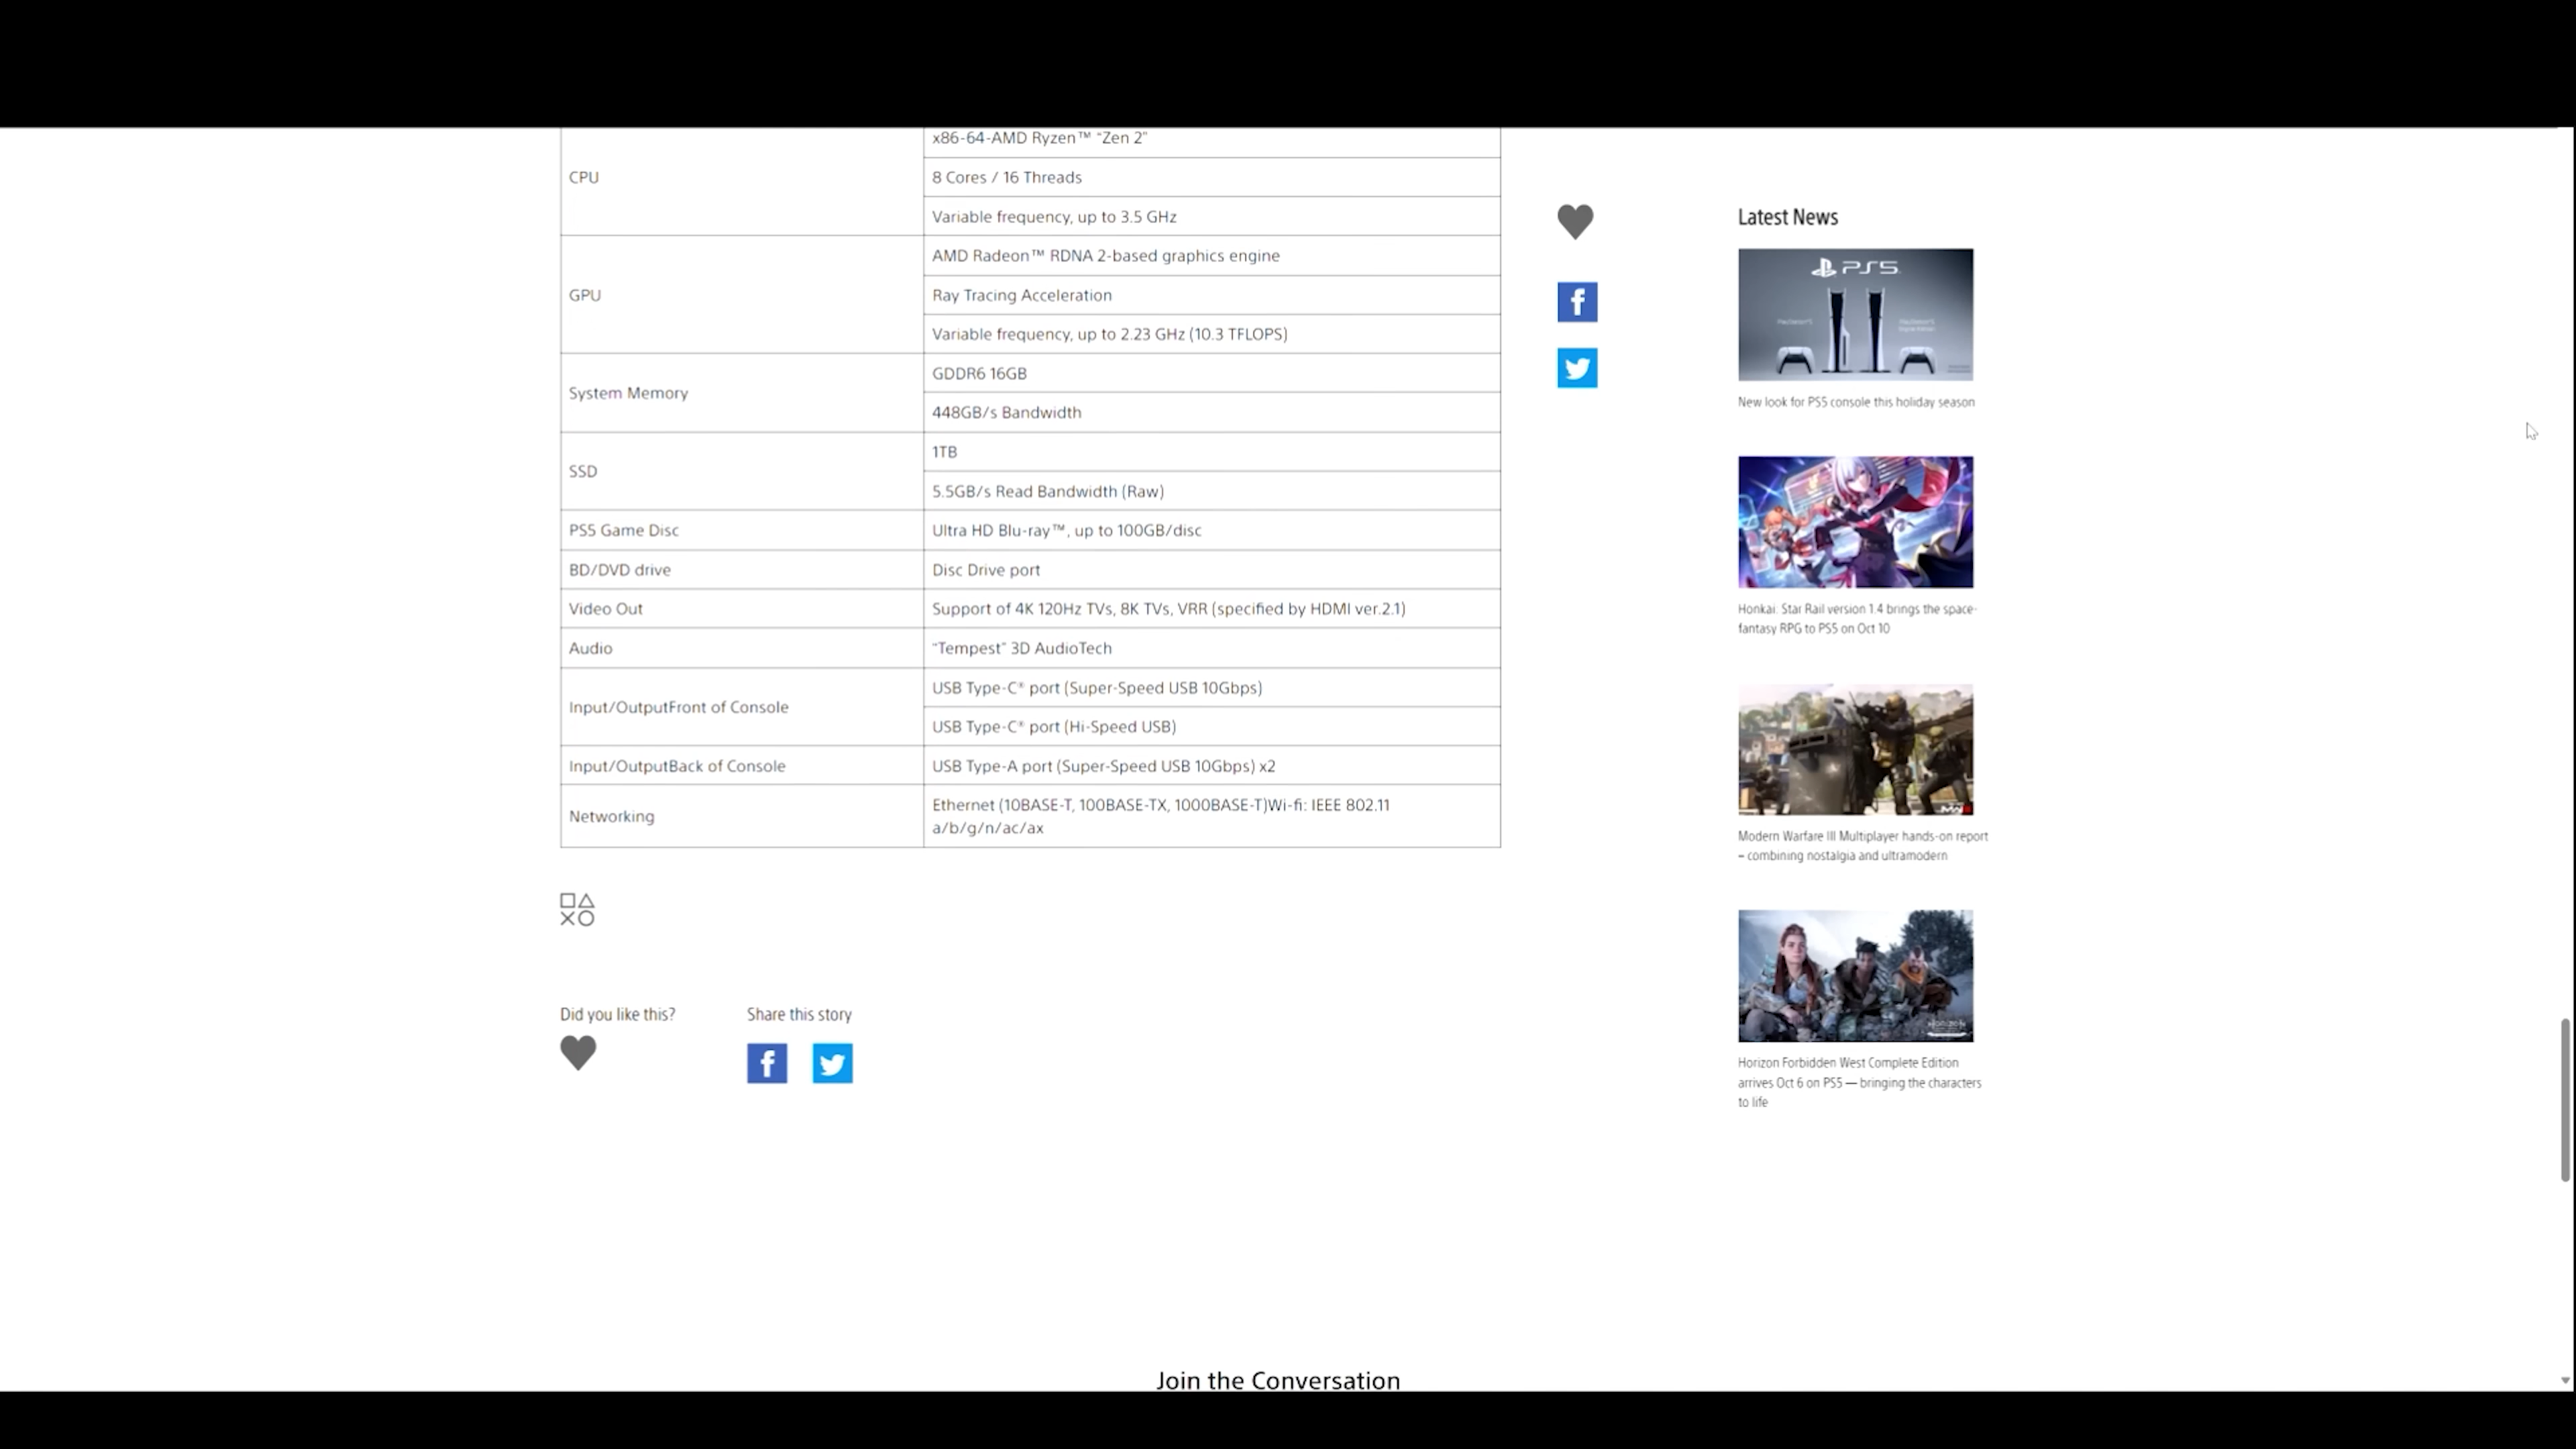 x86-64-AMD Ryzen™ “Zen 2”
CPU
8 Cores / 16 Threads
Variable frequency, up to 3.5 GHz
GPU
AMD Radeon™ RDNA 2-based graphics engine
Ray Tracing Acceleration
Variable frequency, up to 2.23 GHz (10.3 TFLOPS)
System Memory
GDDR6 16GB
448GB/s Bandwidth
SSD
1TB
5.5GB/s Read Bandwidth (Raw)
PS5 Game Disc
Ultra HD Blu-ray™, up to 100GB/disc
BD/DVD drive
Disc Drive port
Video Out
Support of 4K 120Hz TVs, 8K TVs, VRR (specified by HDMI ver.2.1)
Audio
“Tempest” 3D AudioTech
Input/OutputFront of Console
USB Type-C® port (Super-Speed USB 10Gbps)
USB Type-C® port (Hi-Speed USB)
Input/OutputBack of Console
USB Type-A port (Super-Speed USB 10Gbps) x2
Networking
Ethernet (10BASE-T, 100BASE-TX, 1000BASE-T)Wi-fi: IEEE 802.11
a/b/g/n/ac/ax
Did you like this?
Share this story
Latest News
PS5
New look for PS5 console this holiday season
Honkai: Star Rail version 1.4 brings the space-
fantasy RPG to PS5 on Oct 10
Modern Warfare III Multiplayer hands-on report
– combining nostalgia and ultramodern
Horizon Forbidden West Complete Edition
arrives Oct 6 on PS5 — bringing the characters
to life
Join the Conversation